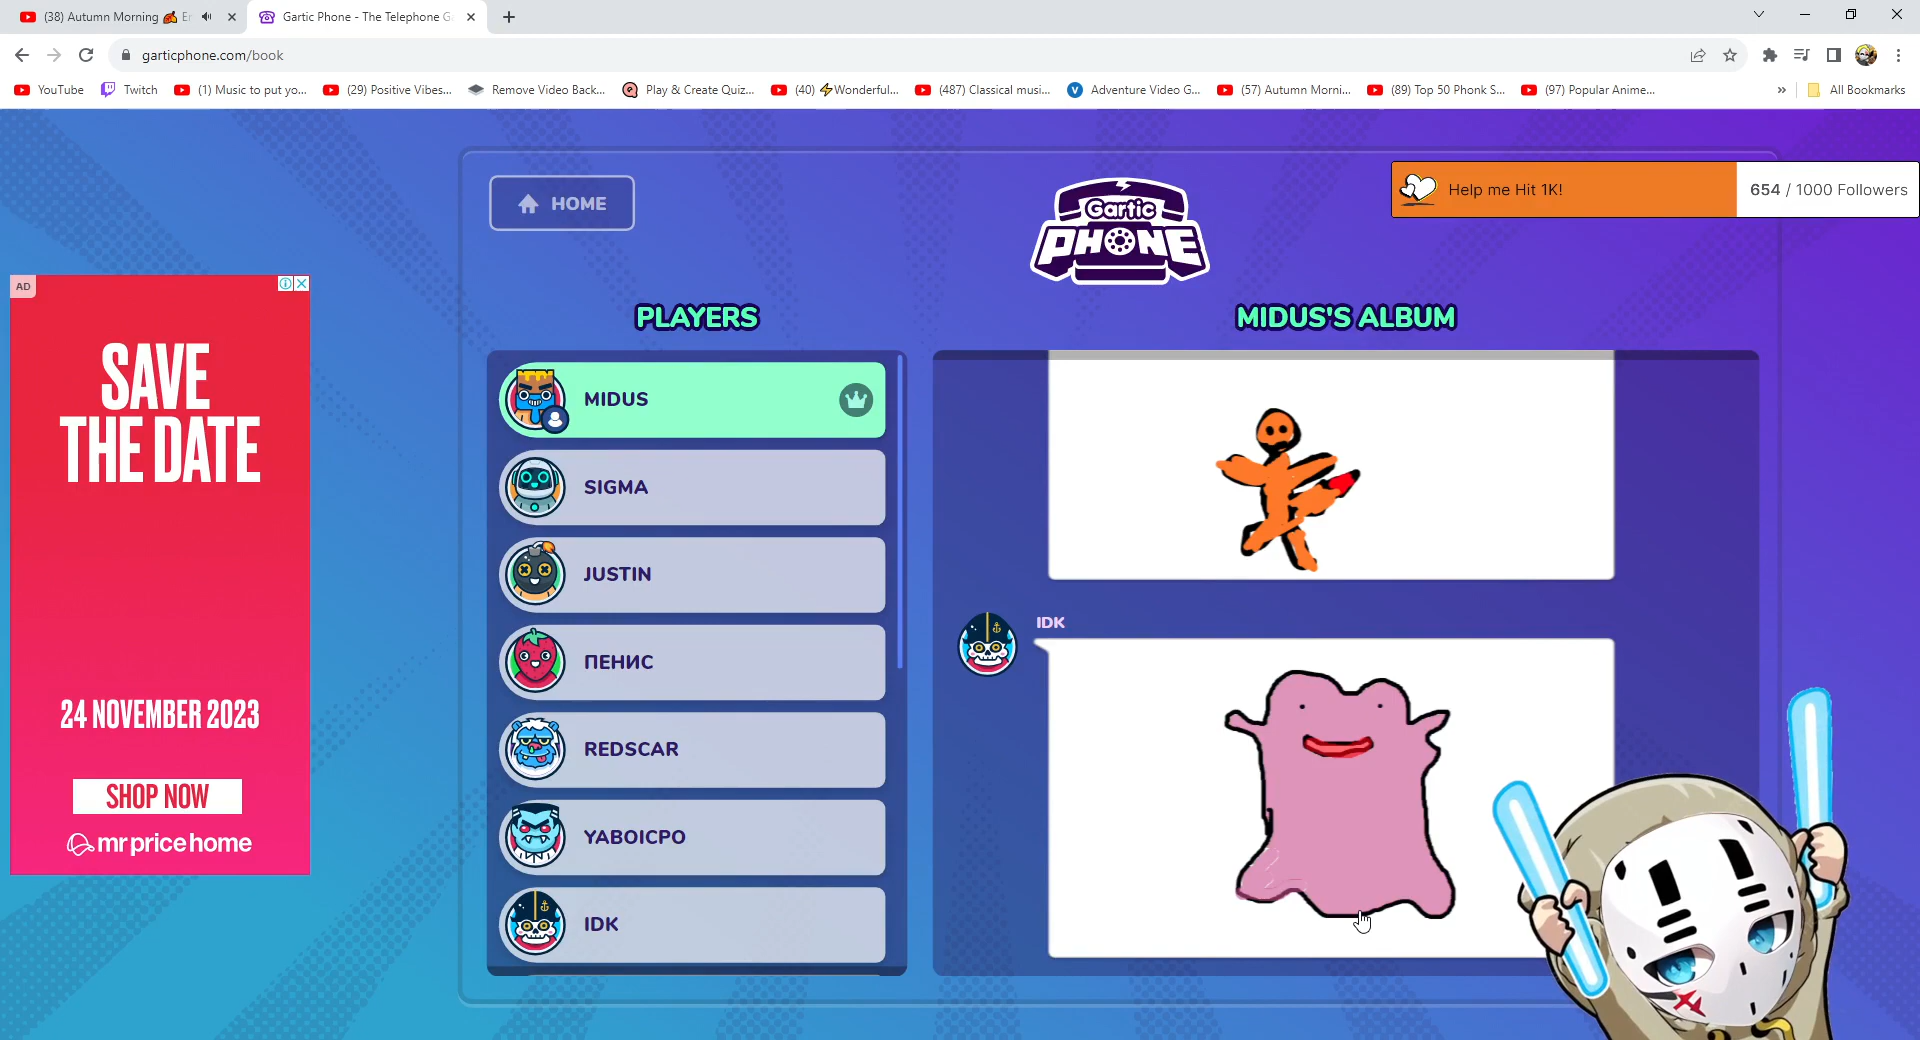 (38) Autumn Morning 🍂 Er
Gartic Phone - The Telephone G
garticphone.com/book
YouTube
Twitch
(1) Music to put yo...
(29) Positive Vibes...
Remove Video Back...
Play & Create Quiz...
(40) ⚡Wonderful...
(487) Classical musi...
Adventure Video G...
(57) Autumn Morni...
(89) Top 50 Phonk S...
(97) Popular Anime...
»
All Bookmarks
HOME
Gartic
PHONE
Help me Hit 1K!
654 / 1000 Followers
AD
SAVE
THE DATE
24 NOVEMBER 2023
SHOP NOW
mr price home
PLAYERS
MIDUS
SIGMA
JUSTIN
ПЕНИС
REDSCAR
YABOICPO
IDK
MIDUS'S ALBUM
IDK